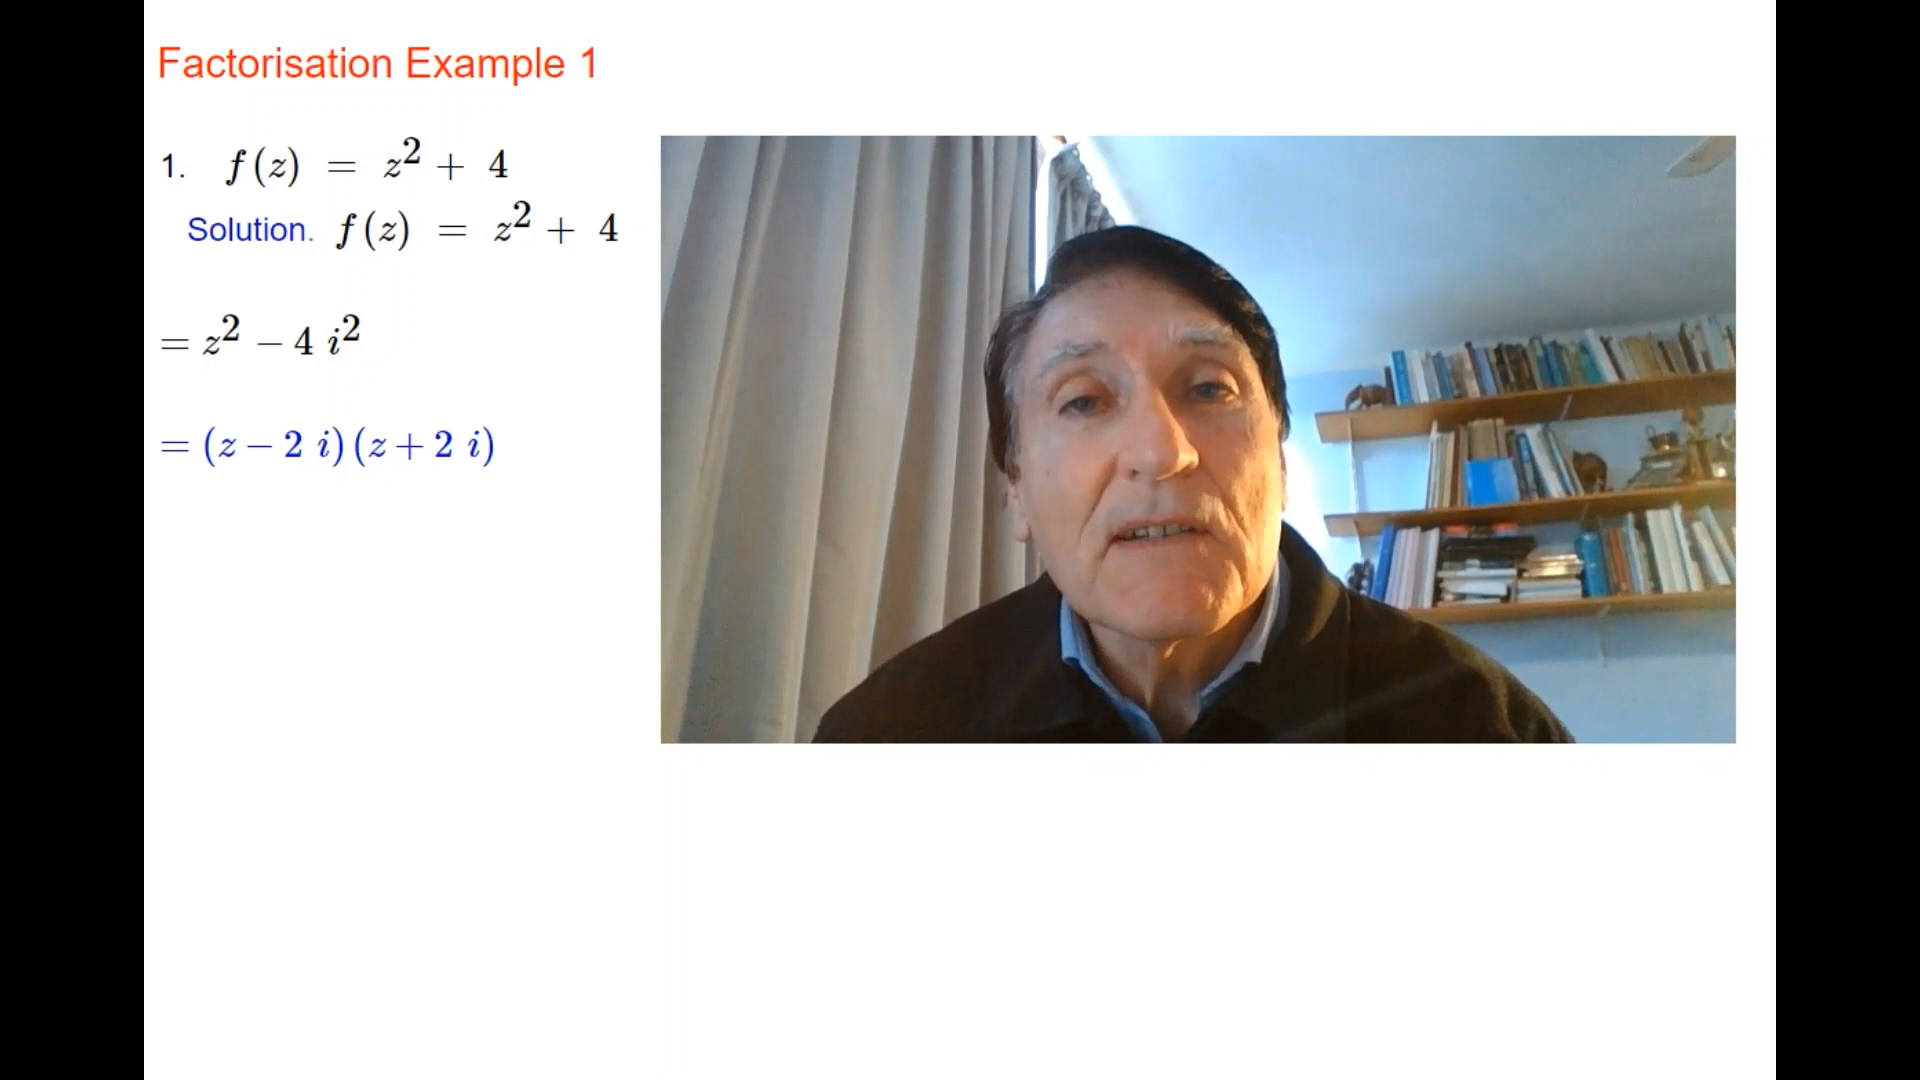 Factorisation Example 1
1. f(z) = z² + 4
Solution. f(z) = z² + 4
= z² − 4 i²
= (z − 2 i)(z + 2 i)